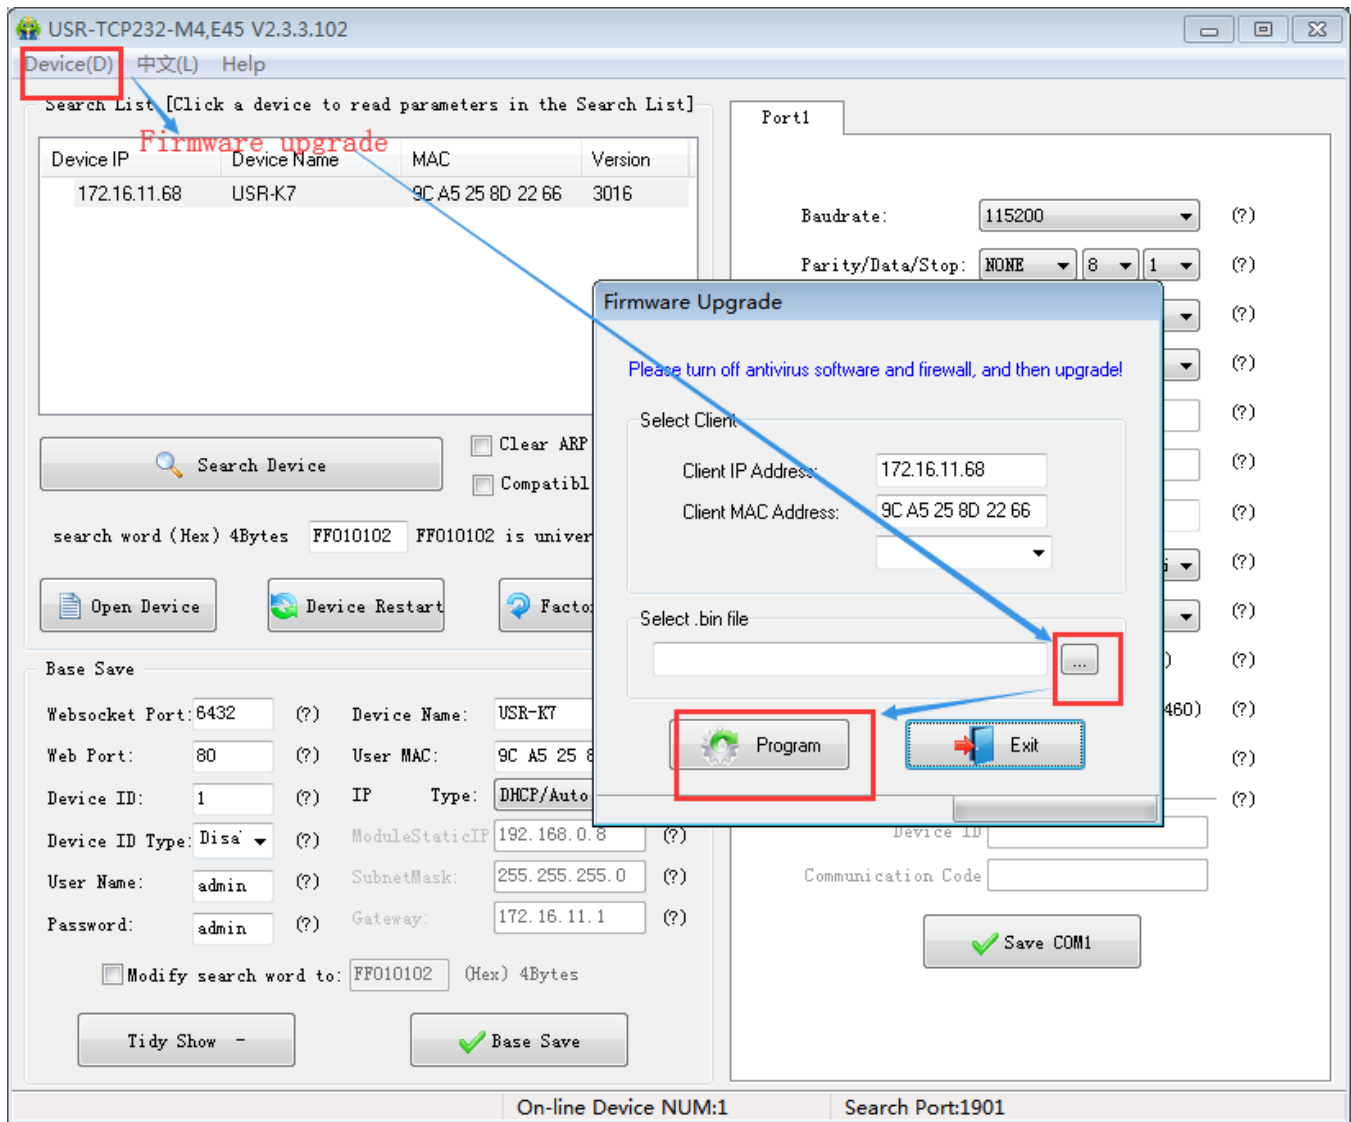 USR-TCP232-M4,E45 V2.3.3.102
Device(D) 中文(L) Help
Search List [Click a device to read parameters in the Search List]
Firmware upgrade
Device IP Device Name MAC Version
172.16.11.68 USR-K7 9C A5 25 8D 22 66 3016
Search Device
Clear ARP
Compatibl
search word (Hex) 4Bytes FF010102 FF010102 is univer
Open Device Device Restart Facto
Base Save
Websocket Port: 6432 (?) Device Name: USR-K7
Web Port: 80 (?) User MAC: 9C A5 25 8
Device ID: 1 (?) IP Type: DHCP/Auto
Device ID Type: Disa (?) ModuleStaticIP 192.168.0.8 (?)
User Name: admin (?) SubnetMask: 255.255.255.0 (?)
Password: admin (?) Gateway: 172.16.11.1 (?)
Modify search word to: FF010102 (Hex) 4Bytes
Tidy Show - Base Save
Port1
Baudrate: 115200 (?)
Parity/Data/Stop: NONE 8 1 (?)
(?)
(?)
(?)
(?)
(?)
(?)
(?)
) (?)
460) (?)
(?)
(?)
Device ID
Communication Code
Save COM1
Firmware Upgrade
Please turn off antivirus software and firewall, and then upgrade!
Select Client
Client IP Address: 172.16.11.68
Client MAC Address: 9C A5 25 8D 22 66
Select .bin file
...
Program Exit
On-line Device NUM:1 Search Port:1901